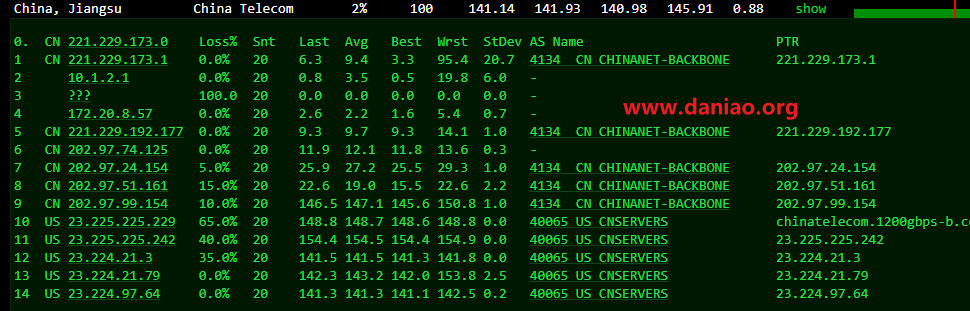 China, Jiangsu China Telecom 2% 100 141.14 141.93 140.98 145.91 0.88 show
0. CN 221.229.173.0 Loss% Snt Last Avg Best Wrst StDev AS Name PTR
1 CN 221.229.173.1 0.0% 20 6.3 9.4 3.3 95.4 20.7 4134 CN CHINANET-BACKBONE 221.229.173.1
2 10.1.2.1 0.0% 20 0.8 3.5 0.5 19.8 6.0 -
3 ??? 100.0 20 0.0 0.0 0.0 0.0 0.0 -
www.daniao.org
4 172.20.8.57 0.0% 20 2.6 2.2 1.6 5.4 0.7 -
5 CN 221.229.192.177 0.0% 20 9.3 9.7 9.3 14.1 1.0 4134 CN CHINANET-BACKBONE 221.229.192.177
6 CN 202.97.74.125 0.0% 20 11.9 12.1 11.8 13.6 0.3 -
7 CN 202.97.24.154 5.0% 20 25.9 27.2 25.5 29.3 1.0 4134 CN CHINANET-BACKBONE 202.97.24.154
8 CN 202.97.51.161 15.0% 20 22.6 19.0 15.5 22.6 2.2 4134 CN CHINANET-BACKBONE 202.97.51.161
9 CN 202.97.99.154 10.0% 20 146.5 147.1 145.6 150.8 1.0 4134 CN CHINANET-BACKBONE 202.97.99.154
10 US 23.225.225.229 65.0% 20 148.8 148.7 148.6 148.8 0.0 40065 US CNSERVERS chinatelecom.1200gbps-b.c
11 US 23.225.225.242 40.0% 20 154.4 154.5 154.4 154.9 0.0 40065 US CNSERVERS 23.225.225.242
12 US 23.224.21.3 35.0% 20 141.5 141.5 141.3 141.8 0.0 40065 US CNSERVERS 23.224.21.3
13 US 23.224.21.79 0.0% 20 142.3 143.2 142.0 153.8 2.5 40065 US CNSERVERS 23.224.21.79
14 US 23.224.97.64 0.0% 20 141.3 141.3 141.1 142.5 0.2 40065 US CNSERVERS 23.224.97.64